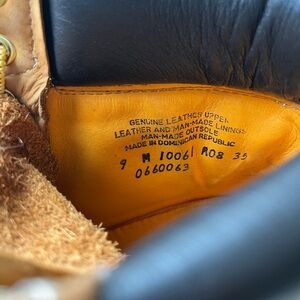 GENUINE LEATHER UPPER
LEATHER AND MAN-MADE LININGS
MAN-MADE OUTSOLE
MADE IN DOMINICAN REPUBLIC
9 M 10061 R08 35
0660063